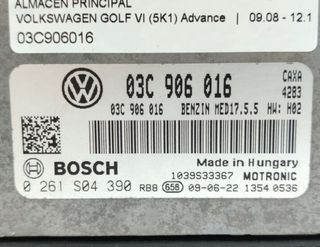 ALMACEN PRINCIPAL
VOLKSWAGEN GOLF VI (5K1) Advance | 09.08 - 12.1
03C906016
03C 906 016 CAXA
4283
03C 906 016 BENZIN MED17.5.5 HW: H02
BOSCH Made in Hungary
1039S33367 MOTRONIC
0 261 S04 390 RB8 658 09-06-22 1354 0536